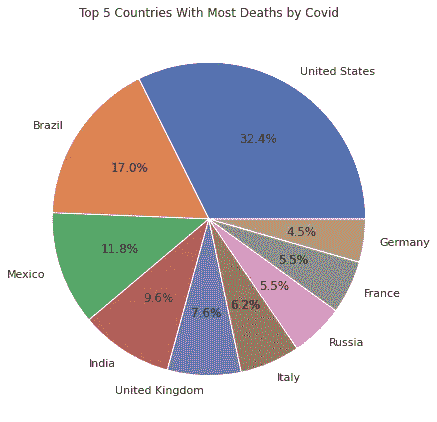 Top 5 Countries With Most Deaths by Covid
United States
32.4%
Brazil
17.0%
Mexico
11.8%
India
9.6%
United Kingdom
7.6%
Italy
6.2%
Russia
5.5%
France
5.5%
Germany
4.5%